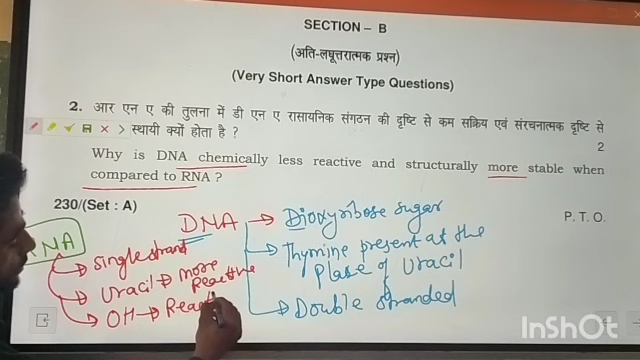 SECTION – B
(अति-लघूत्तरात्मक प्रश्न)
(Very Short Answer Type Questions)
2. आर एन ए की तुलना में डी एन ए रासायनिक संगठन की दृष्टि से कम सक्रिय एवं संरचनात्मक दृष्टि से
स्थायी क्यों होता है ?
2
Why is DNA chemically less reactive and structurally more stable when
compared to RNA ?
230/(Set : A)
P. T. O.
DNA
Dioxyribose sugar
Thymine present at the
Plase of Uracil
Double stranded
RNA
Single strand
Uracil → more
Reactive
OH → Reac
InShOt